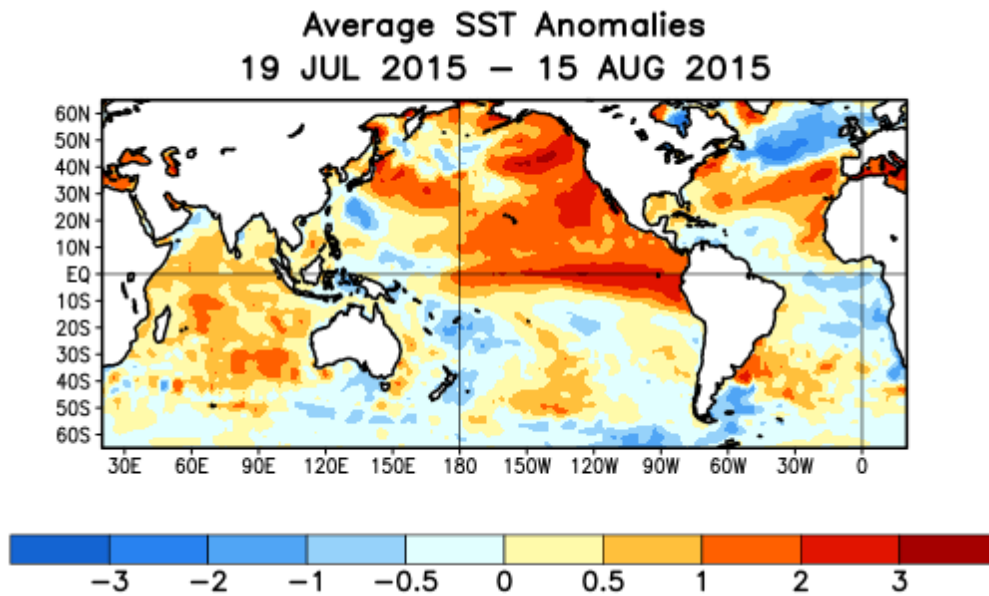 Average SST Anomalies
19 JUL 2015 – 15 AUG 2015
60N
50N
40N
30N
20N
10N
EQ
10S
20S
30S
40S
50S
60S
30E 60E 90E 120E 150E 180 150W 120W 90W 60W 30W 0
−3 −2 −1 −0.5 0 0.5 1 2 3